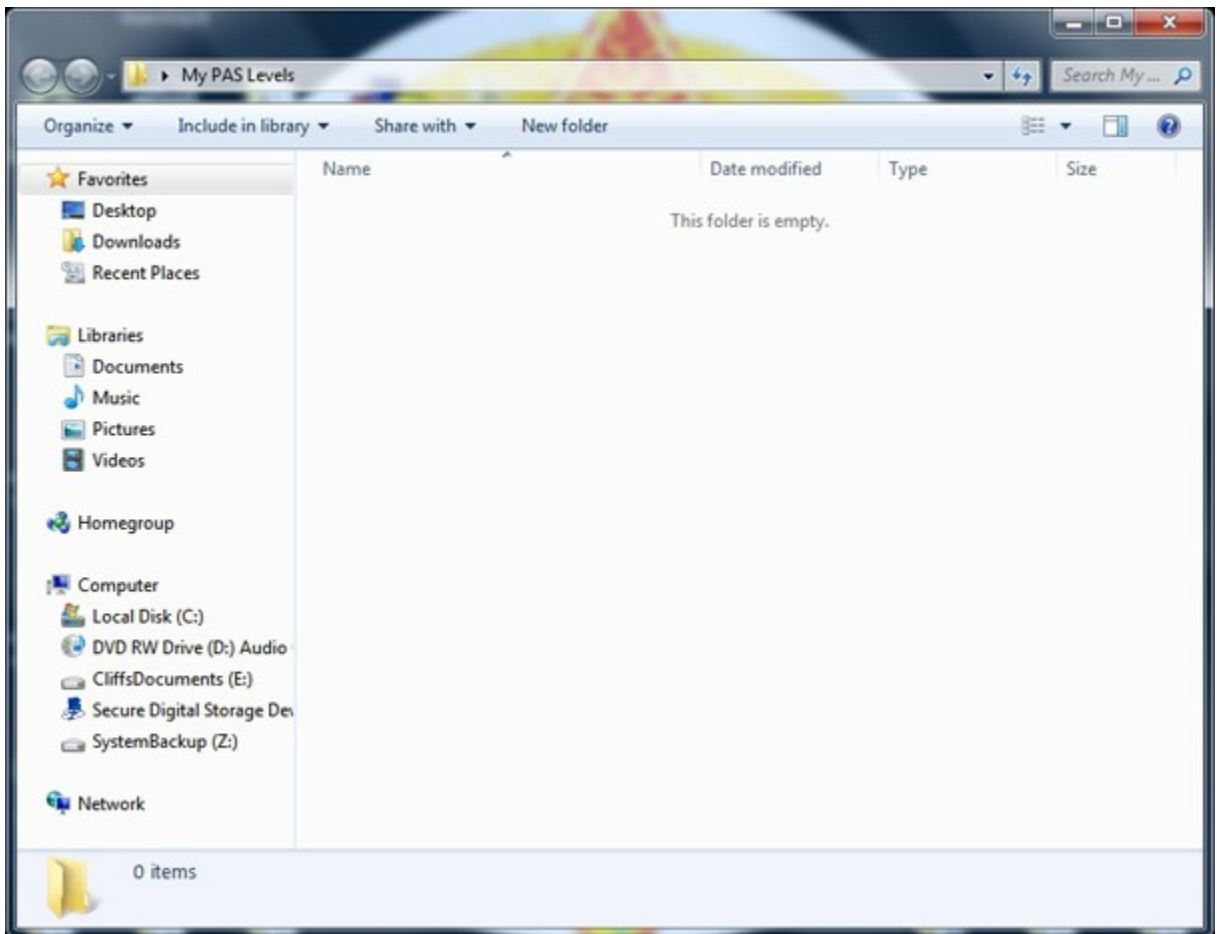 My PAS Levels
Search My ...
Organize Include in library Share with New folder
Name Date modified Type Size
This folder is empty.
Favorites
Desktop
Downloads
Recent Places
Libraries
Documents
Music
Pictures
Videos
Homegroup
Computer
Local Disk (C:)
DVD RW Drive (D:) Audio
CliffsDocuments (E:)
Secure Digital Storage Dev
SystemBackup (Z:)
Network
0 items